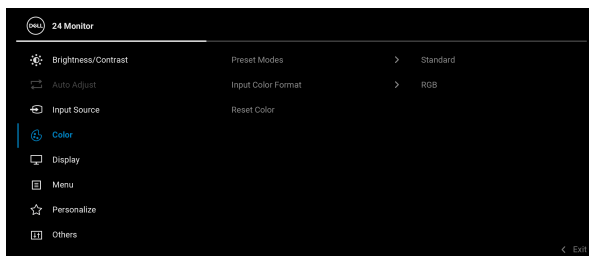 DELL 24 Monitor
Brightness/Contrast Preset Modes > Standard
Auto Adjust Input Color Format > RGB
Input Source Reset Color
Color
Display
Menu
Personalize
Others
< Exit